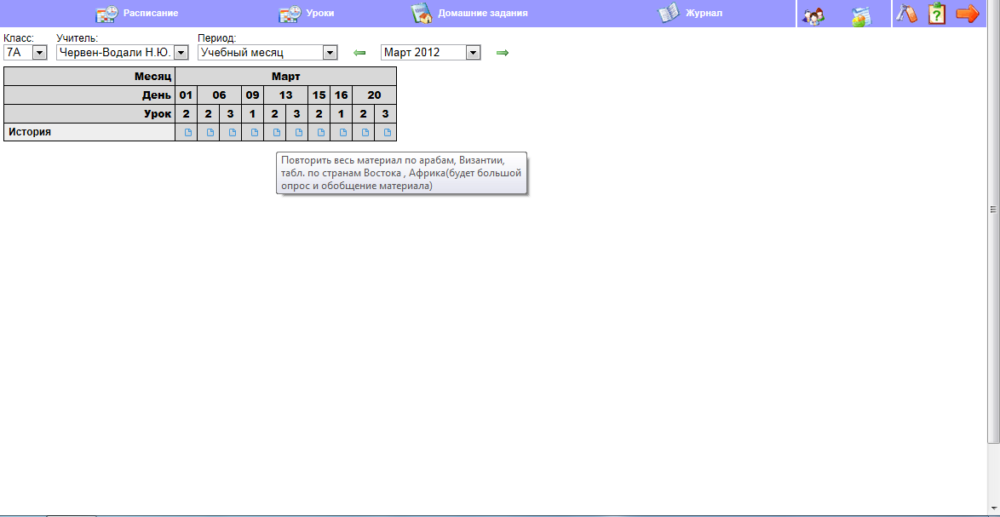 Расписание Уроки Домашние задания Журнал
Класс: Учитель: Период:
7А Червен-Водали Н.Ю. Учебный месяц Март 2012
Месяц Март
День 01 06 09 13 15 16 20
Урок 2 2 3 1 2 3 2 1 2 3
История
Повторить весь материал по арабам, Византии,
табл. по странам Востока , Африка(будет большой
опрос и обобщение материала)